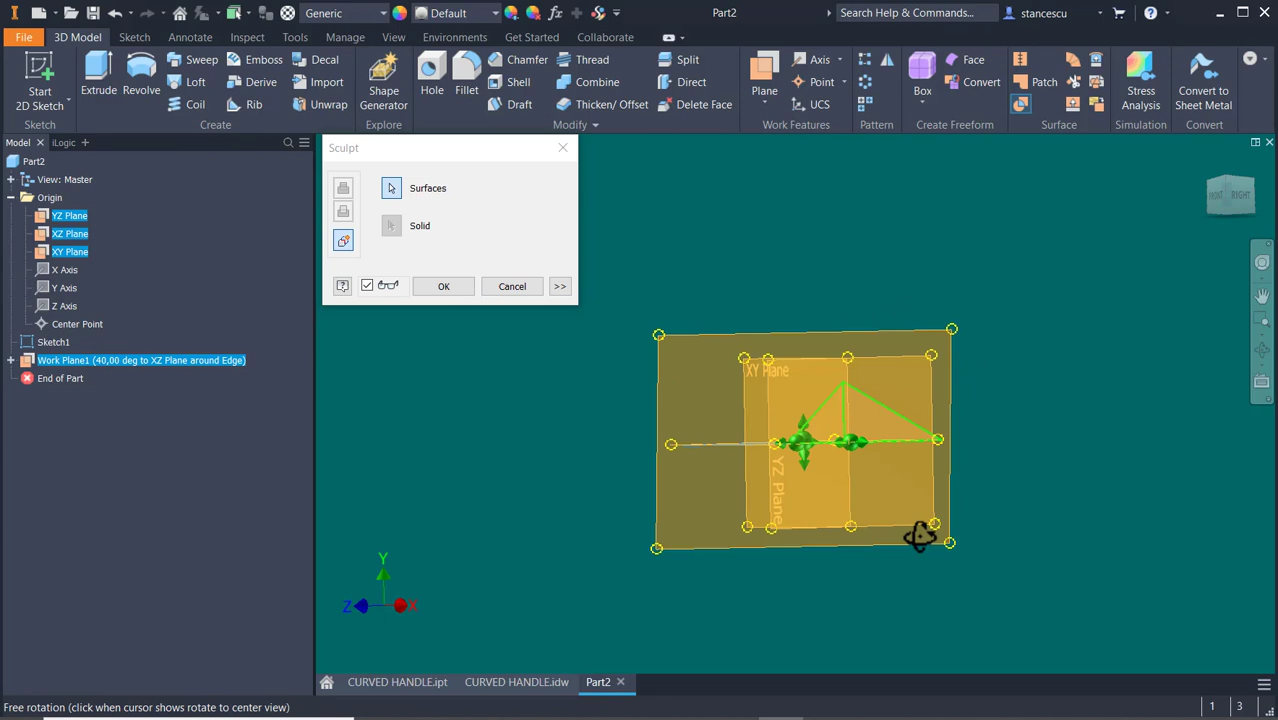 Generic
Default
Part2
Search Help & Commands...
stancescu
File
3D Model
Sketch
Annotate
Inspect
Tools
Manage
View
Environments
Get Started
Collaborate
Start
2D Sketch
Sketch
Extrude
Revolve
Sweep
Loft
Coil
Emboss
Derive
Rib
Decal
Import
Unwrap
Create
Shape
Generator
Explore
Hole
Fillet
Chamfer
Shell
Draft
Thread
Combine
Thicken/ Offset
Split
Direct
Delete Face
Modify
Plane
Axis
Point
UCS
Work Features
Pattern
Box
Face
Convert
Create Freeform
Patch
Surface
Stress
Analysis
Simulation
Convert to
Sheet Metal
Convert
Model
iLogic
Part2
View: Master
Origin
YZ Plane
XZ Plane
XY Plane
X Axis
Y Axis
Z Axis
Center Point
Sketch1
Work Plane1 (40,00 deg to XZ Plane around Edge)
End of Part
Sculpt
Surfaces
Solid
OK
Cancel
>>
FRONT
RIGHT
XY Plane
YZ Plane
Y
Z
X
CURVED HANDLE.ipt
CURVED HANDLE.idw
Part2
Free rotation (click when cursor shows rotate to center view)
1
3